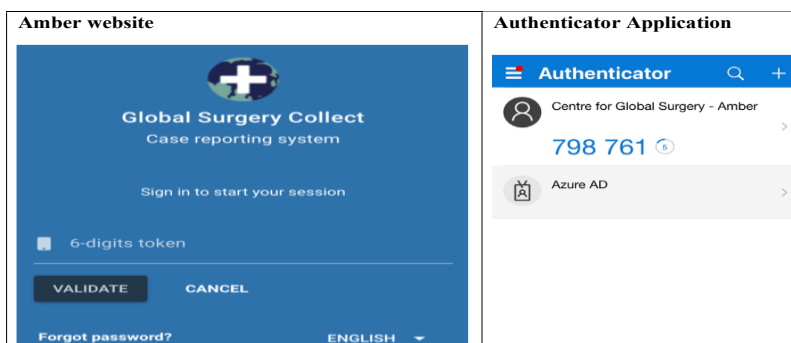 Amber website
Global Surgery Collect
Case reporting system
Sign in to start your session
6-digits token
VALIDATE CANCEL
Forgot password? ENGLISH
Authenticator Application
Authenticator
Centre for Global Surgery - Amber
798 761
Azure AD